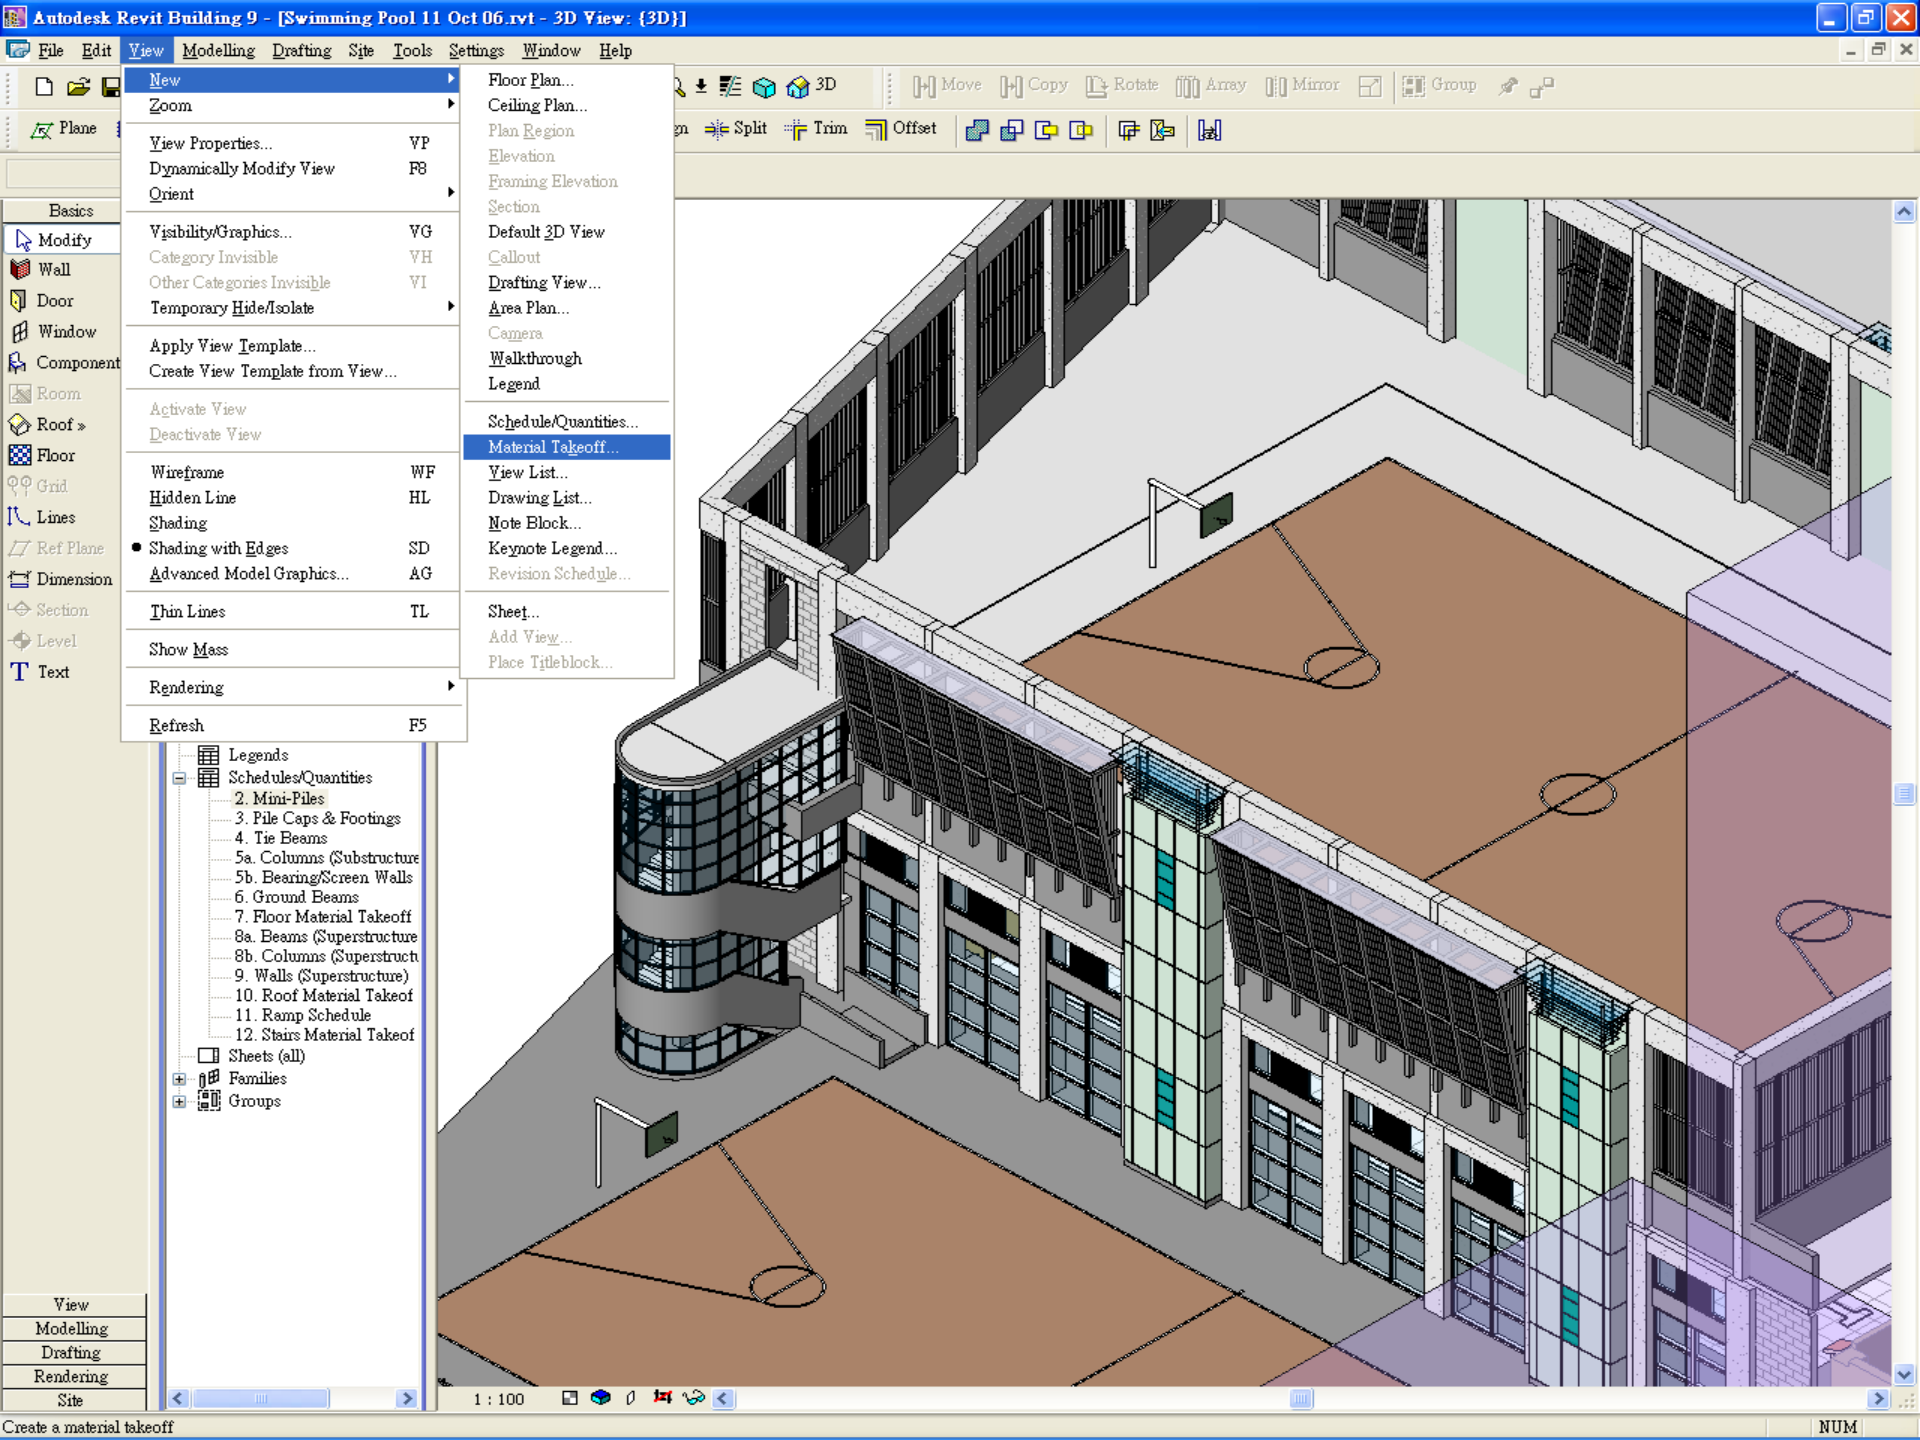 Autodesk Revit Building 9 - [Swimming Pool 11 Oct 06.rvt - 3D View: {3D}]
File Edit View Modelling Drafting Site Tools Settings Window Help
3D Move Copy Rotate Array Mirror Group
Plane gn Split Trim Offset
New
Zoom
View Properties... VP
Dynamically Modify View F8
Orient
Visibility/Graphics... VG
Category Invisible VH
Other Categories Invisible VI
Temporary Hide/Isolate
Apply View Template...
Create View Template from View...
Activate View
Deactivate View
Wireframe WF
Hidden Line HL
Shading
Shading with Edges SD
Advanced Model Graphics... AG
Thin Lines TL
Show Mass
Rendering
Refresh F5
Floor Plan...
Ceiling Plan...
Plan Region
Elevation
Framing Elevation
Section
Default 3D View
Callout
Drafting View...
Area Plan...
Camera
Walkthrough
Legend
Schedule/Quantities...
Material Takeoff...
View List...
Drawing List...
Note Block...
Keynote Legend...
Revision Schedule...
Sheet...
Add View...
Place Titleblock...
Basics
Modify
Wall
Door
Window
Component
Room
Roof »
Floor
Grid
Lines
Ref Plane
Dimension
Section
Level
Text
Legends
Schedules/Quantities
2. Mini-Piles
3. Pile Caps & Footings
4. Tie Beams
5a. Columns (Substructure
5b. Bearing/Screen Walls
6. Ground Beams
7. Floor Material Takeoff
8a. Beams (Superstructure
8b. Columns (Superstruct
9. Walls (Superstructure)
10. Roof Material Takeof
11. Ramp Schedule
12. Stairs Material Takeof
Sheets (all)
Families
Groups
View
Modelling
Drafting
Rendering
Site
1 : 100
Create a material takeoff
NUM